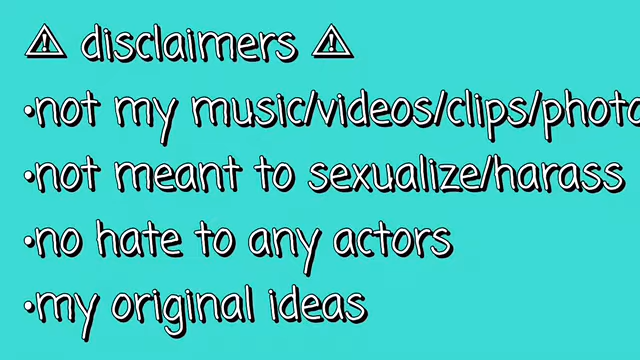 ⚠ disclaimers ⚠
•not my music/videos/clips/photo
•not meant to sexualize/harass
•no hate to any actors
•my original ideas